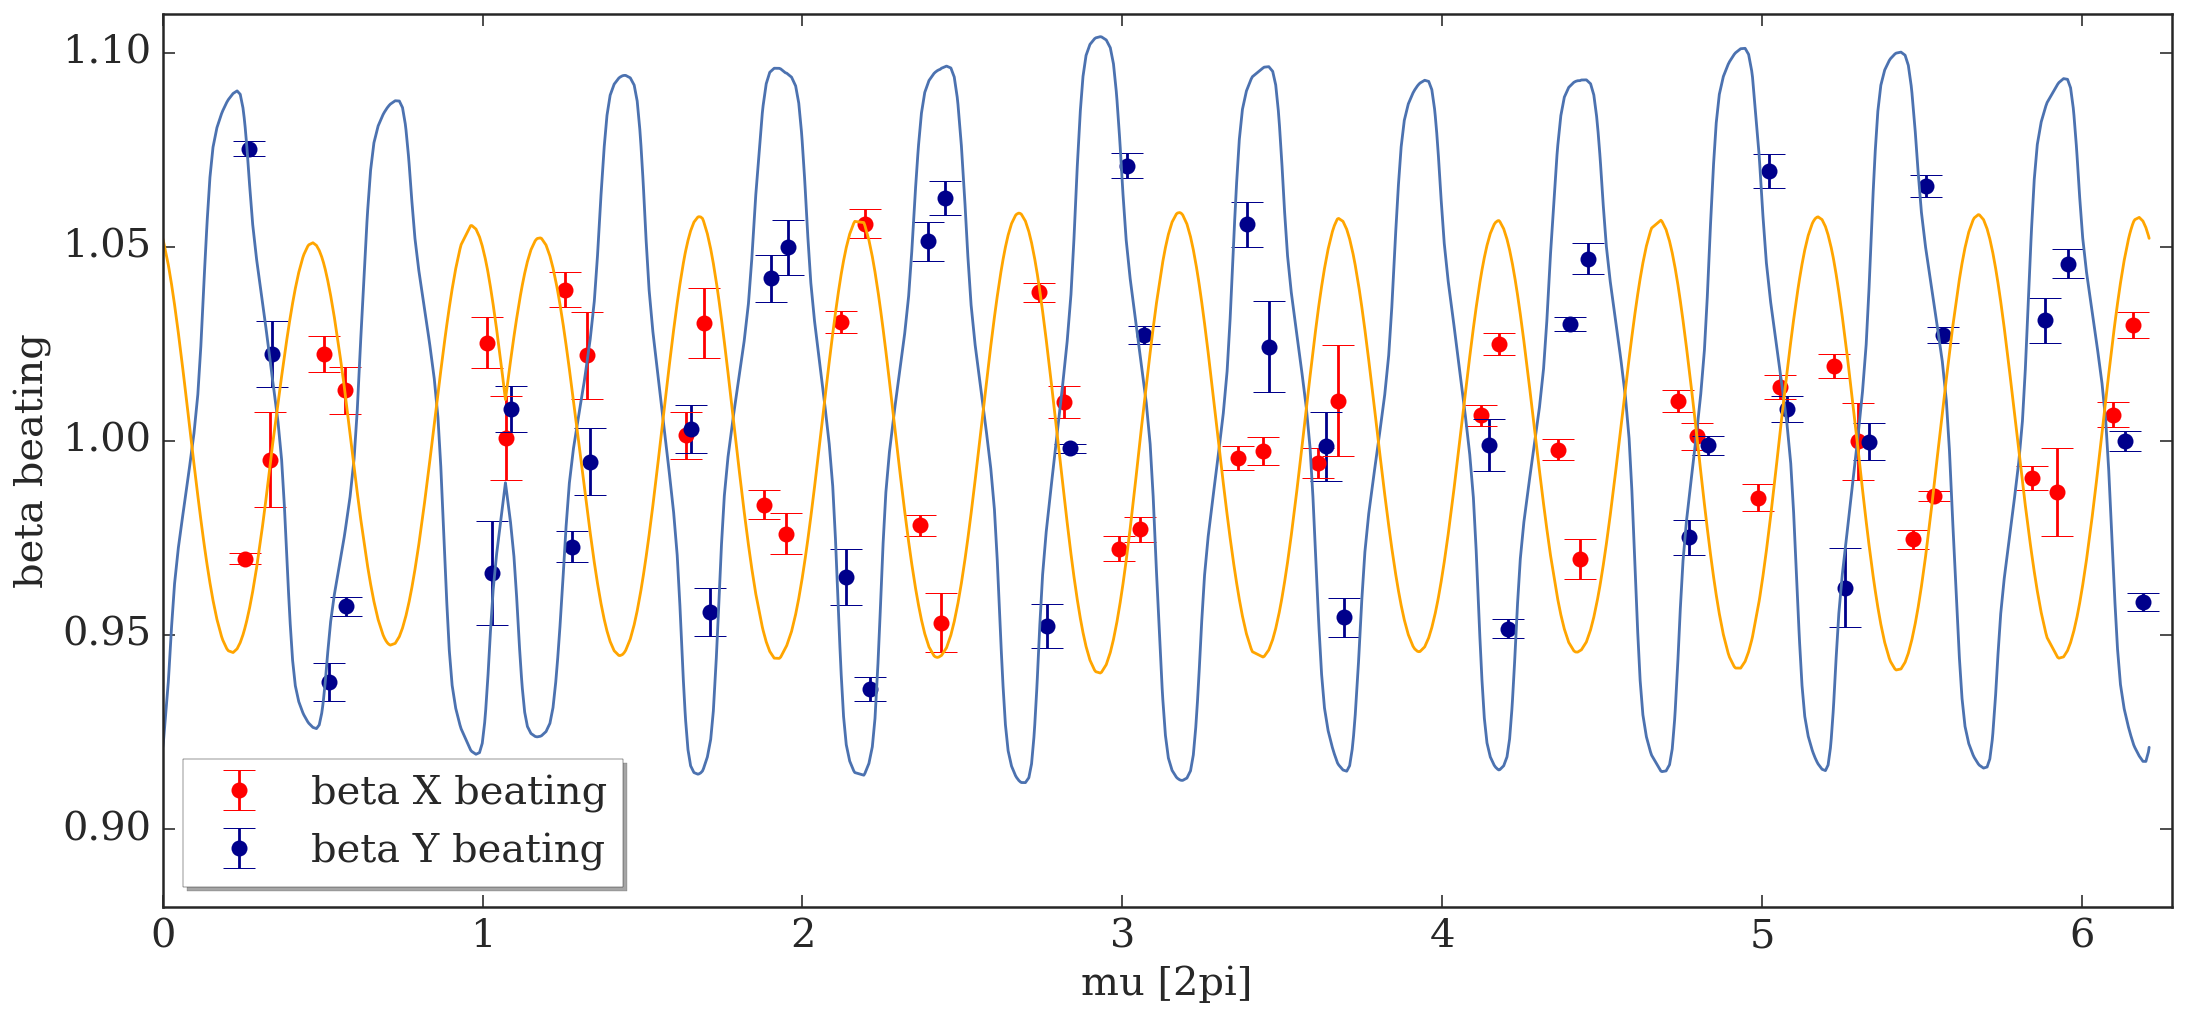 1.10
1.05
1.00
0.95
0.90
beta beating
beta X beating
beta Y beating
0 1 2 3 4 5 6
mu [2pi]